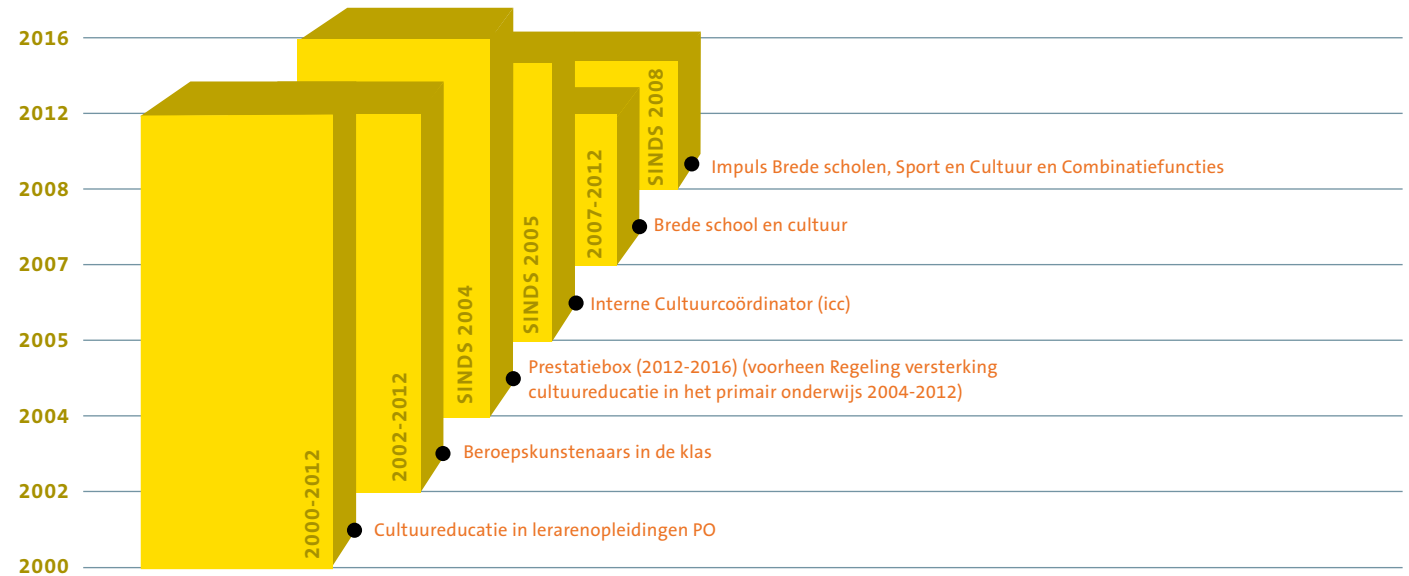 2016
2012
2008
2007
2005
2004
2002
2000
SINDS 2008
Impuls Brede scholen, Sport en Cultuur en Combinatiefuncties
2007-2012
Brede school en cultuur
SINDS 2005
Interne Cultuurcoördinator (icc)
SINDS 2004
Prestatiebox (2012-2016) (voorheen Regeling versterking
cultuureducatie in het primair onderwijs 2004-2012)
2002-2012
Beroepskunstenaars in de klas
2000-2012
Cultuureducatie in lerarenopleidingen PO